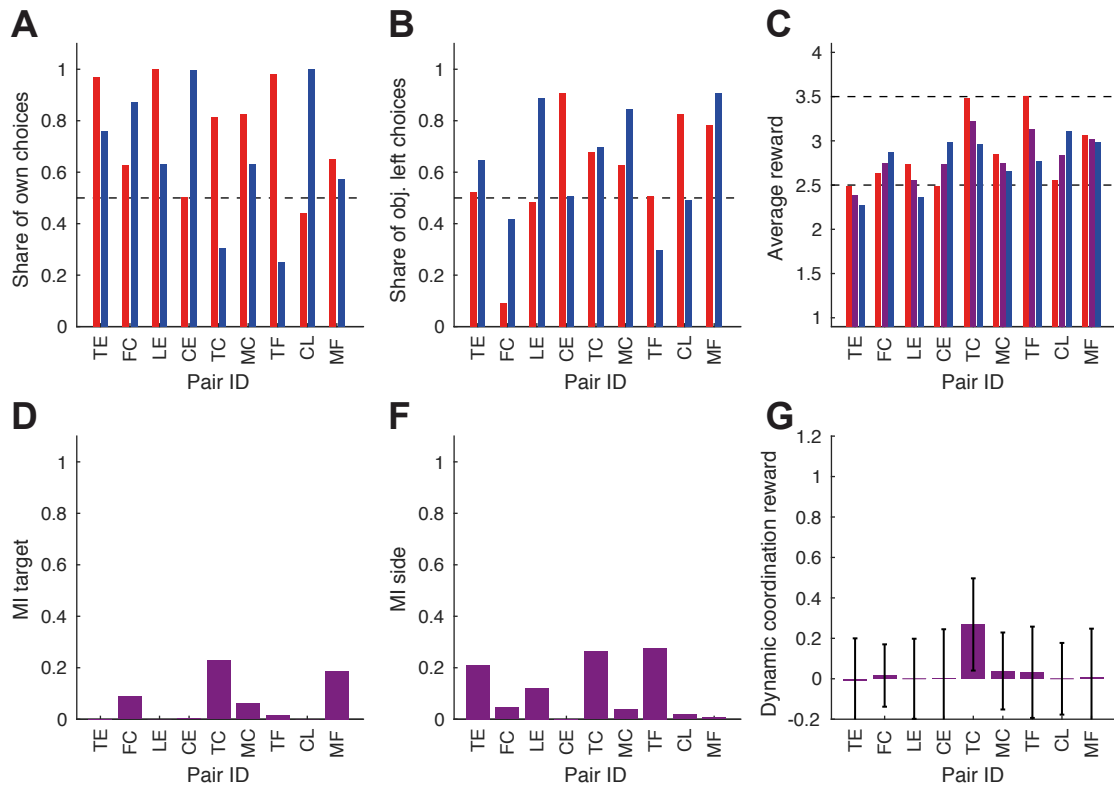 A
Share of own choices
1
0.8
0.6
0.4
0.2
0
TE FC LE CE TC MC TF CL MF
Pair ID
B
Share of obj. left choices
1
0.8
0.6
0.4
0.2
0
TE FC LE CE TC MC TF CL MF
Pair ID
C
Average reward
4
3.5
3
2.5
2
1.5
1
TE FC LE CE TC MC TF CL MF
Pair ID
D
MI target
1
0.8
0.6
0.4
0.2
0
TE FC LE CE TC MC TF CL MF
Pair ID
F
MI side
1
0.8
0.6
0.4
0.2
0
TE FC LE CE TC MC TF CL MF
Pair ID
G
Dynamic coordination reward
1.2
1
0.8
0.6
0.4
0.2
0
-0.2
TE FC LE CE TC MC TF CL MF
Pair ID